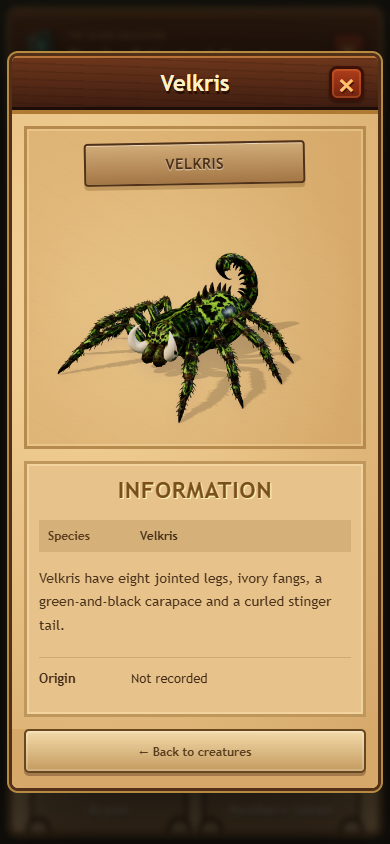 Velkris
VELKRIS
INFORMATION
Species Velkris
Velkris have eight jointed legs, ivory fangs, a
green-and-black carapace and a curled stinger
tail.
Origin Not recorded
← Back to creatures